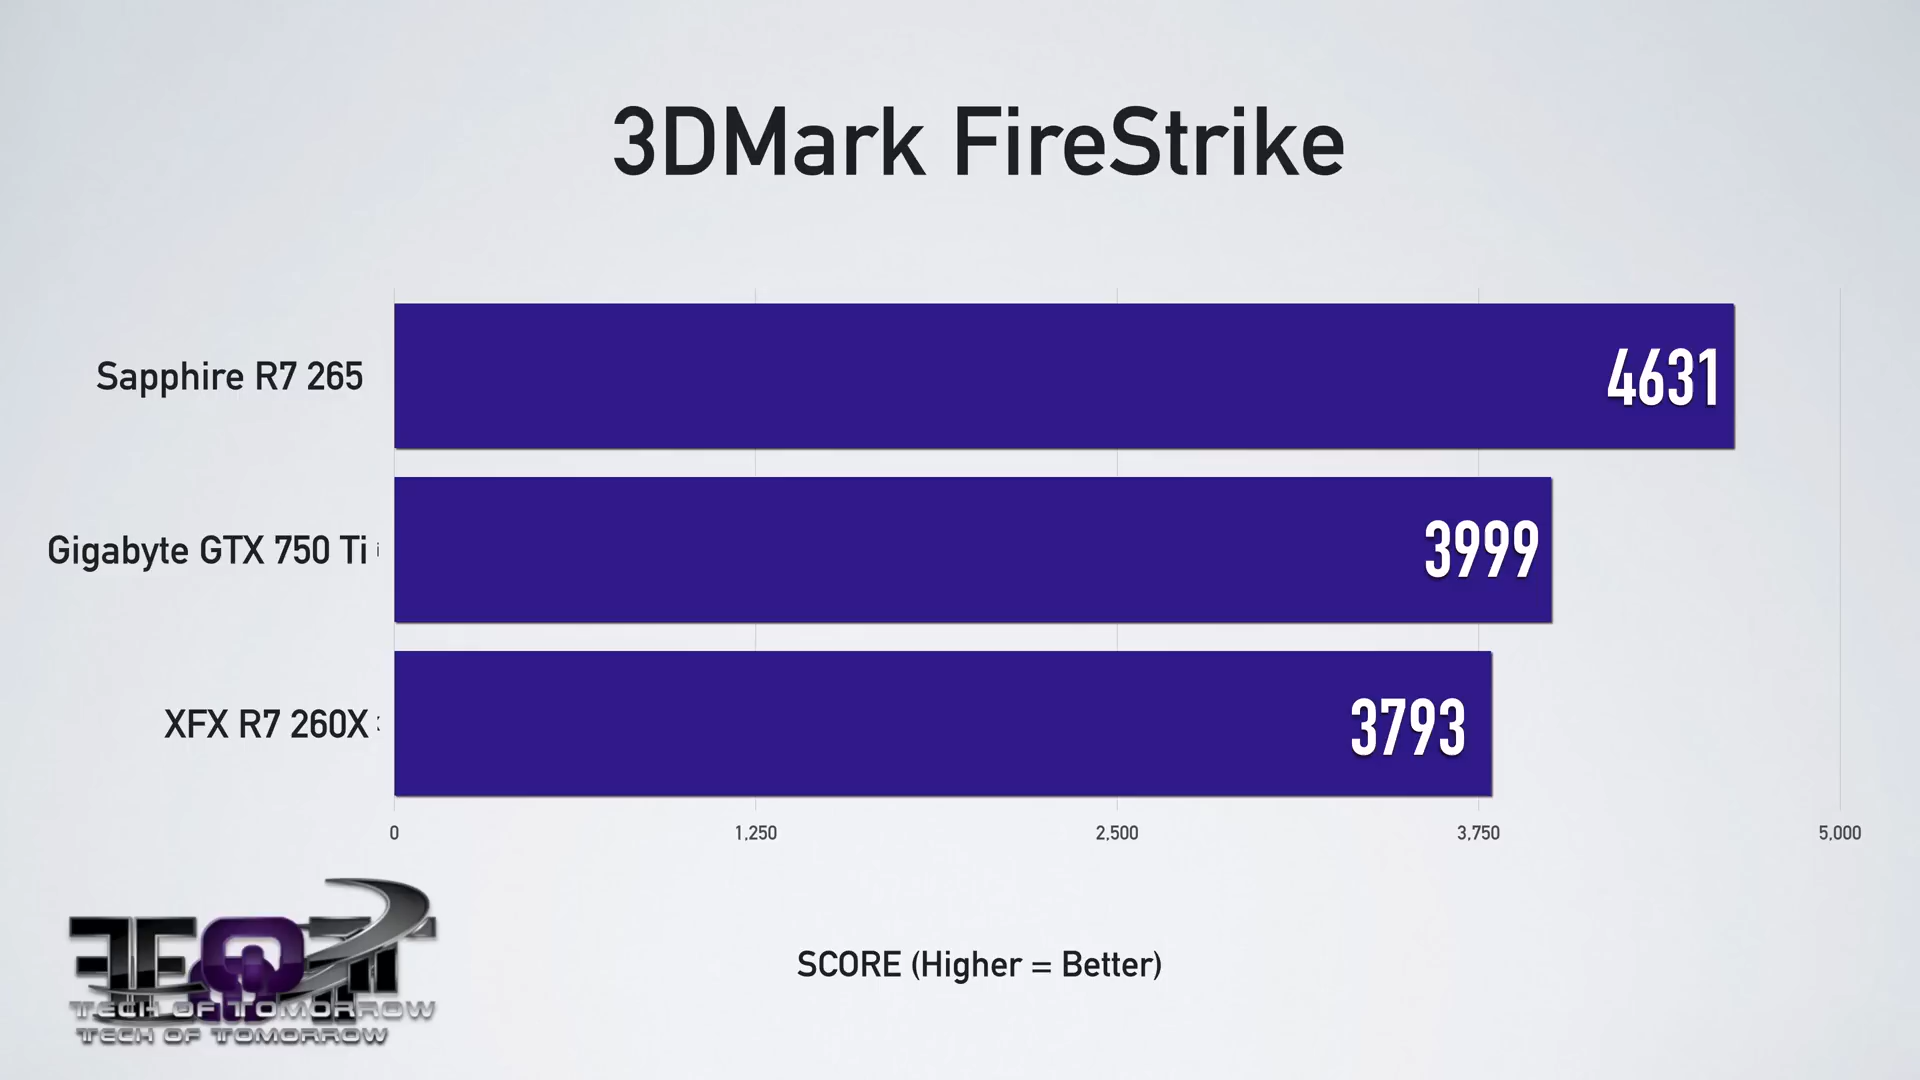 3DMark FireStrike
Sapphire R7 265
4631
Gigabyte GTX 750 Ti
3999
XFX R7 260X
3793
0 1,250 2,500 3,750 5,000
SCORE (Higher = Better)
TECH OF TOMORROW
TECH OF TOMORROW